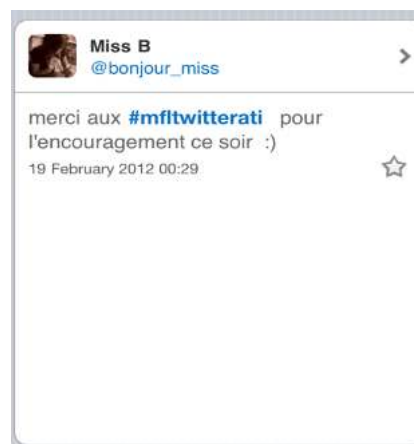 Miss B
@bonjour_miss
merci aux #mfltwitterati pour
l'encouragement ce soir :)
19 February 2012 00:29